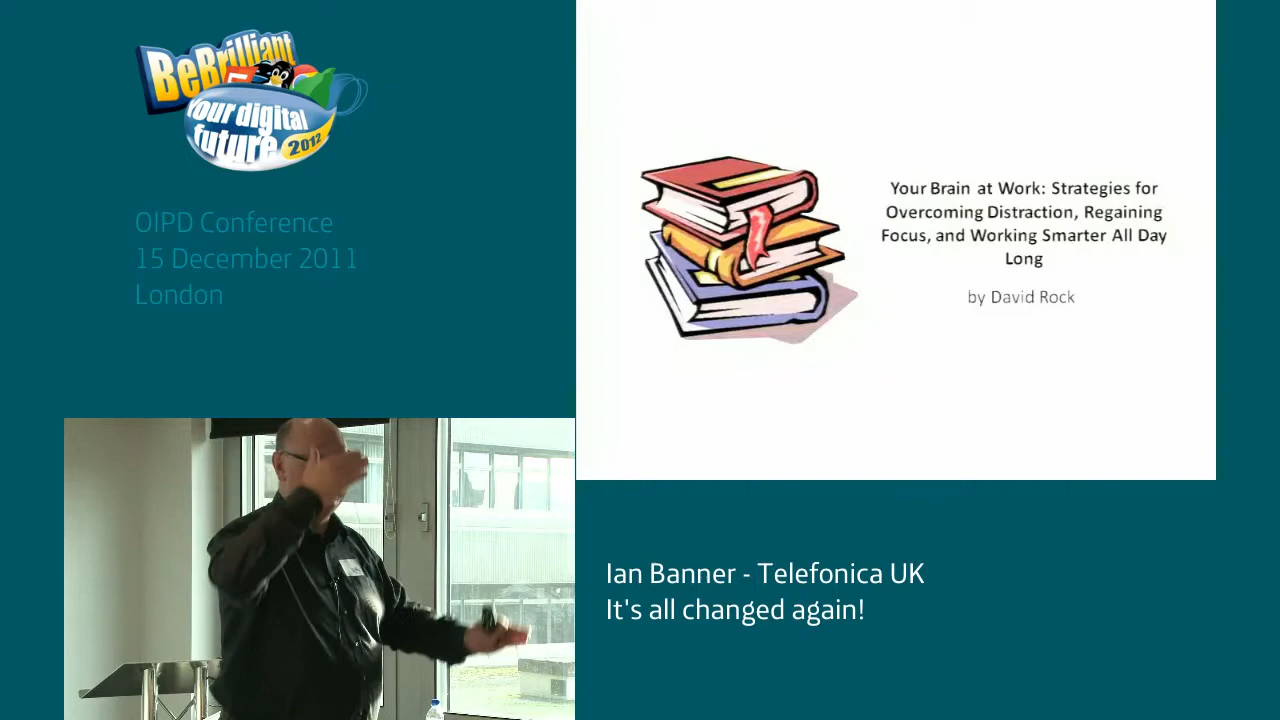 BeBrilliant
Your digital
future
2012
OIPD Conference
15 December 2011
London
Your Brain at Work: Strategies for
Overcoming Distraction, Regaining
Focus, and Working Smarter All Day
Long
by David Rock
Ian Banner - Telefonica UK
It's all changed again!